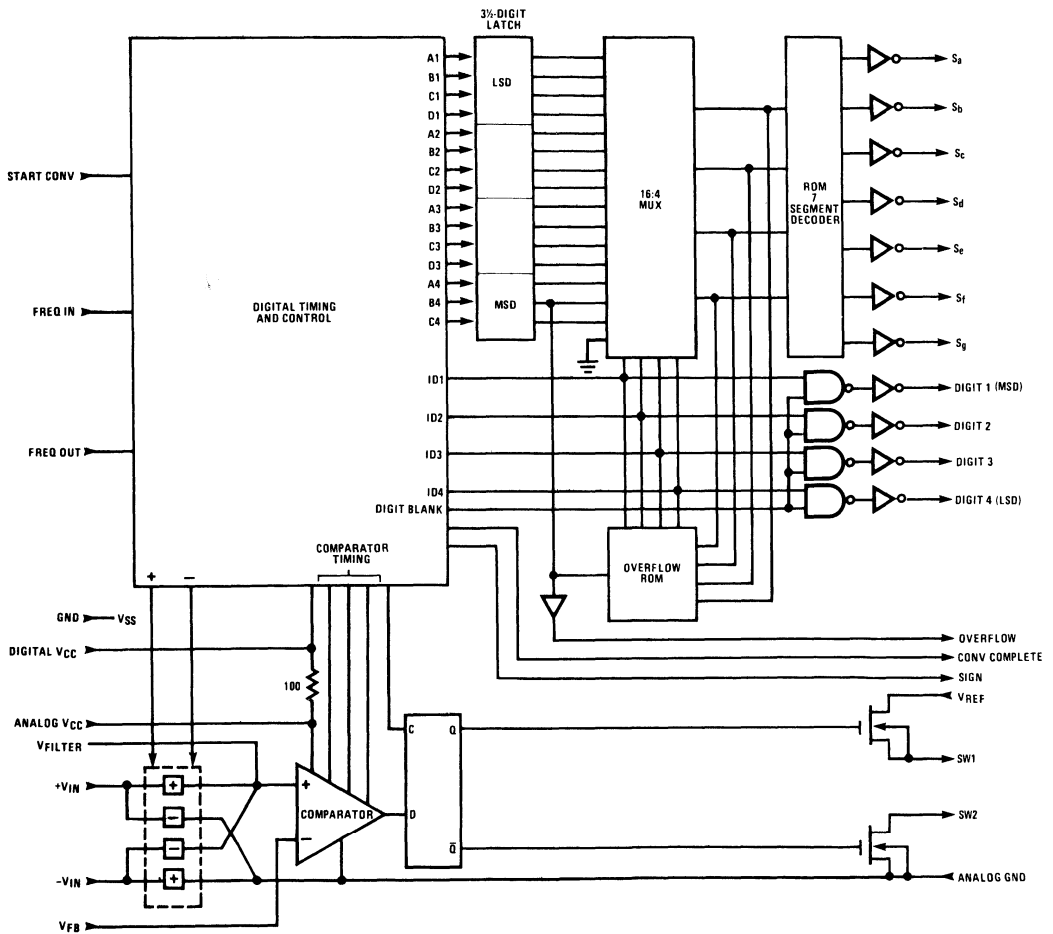 3½-DIGIT
LATCH
A1
B1
C1
D1
A2
B2
C2
D2
A3
B3
C3
D3
A4
B4
C4
LSD
MSD
16:4
MUX
ROM
7
SEGMENT
DECODER
Sa
Sb
Sc
Sd
Se
Sf
Sg
START CONV
FREQ IN
FREQ OUT
DIGITAL TIMING
AND CONTROL
ID1
ID2
ID3
ID4
DIGIT BLANK
DIGIT 1 (MSD)
DIGIT 2
DIGIT 3
DIGIT 4 (LSD)
COMPARATOR
TIMING
OVERFLOW
ROM
+
−
GND
VSS
DIGITAL VCC
100
ANALOG VCC
VFILTER
+VIN
−VIN
VFB
+
−
−
+
+
COMPARATOR
−
C
Q
D
Q̅
OVERFLOW
CONV COMPLETE
SIGN
VREF
SW1
SW2
ANALOG GND